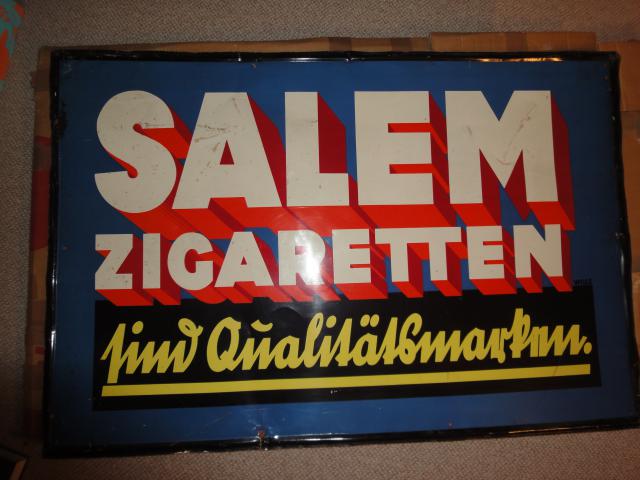 SALEM
ZIGARETTEN
sind Qualitätsmarken.